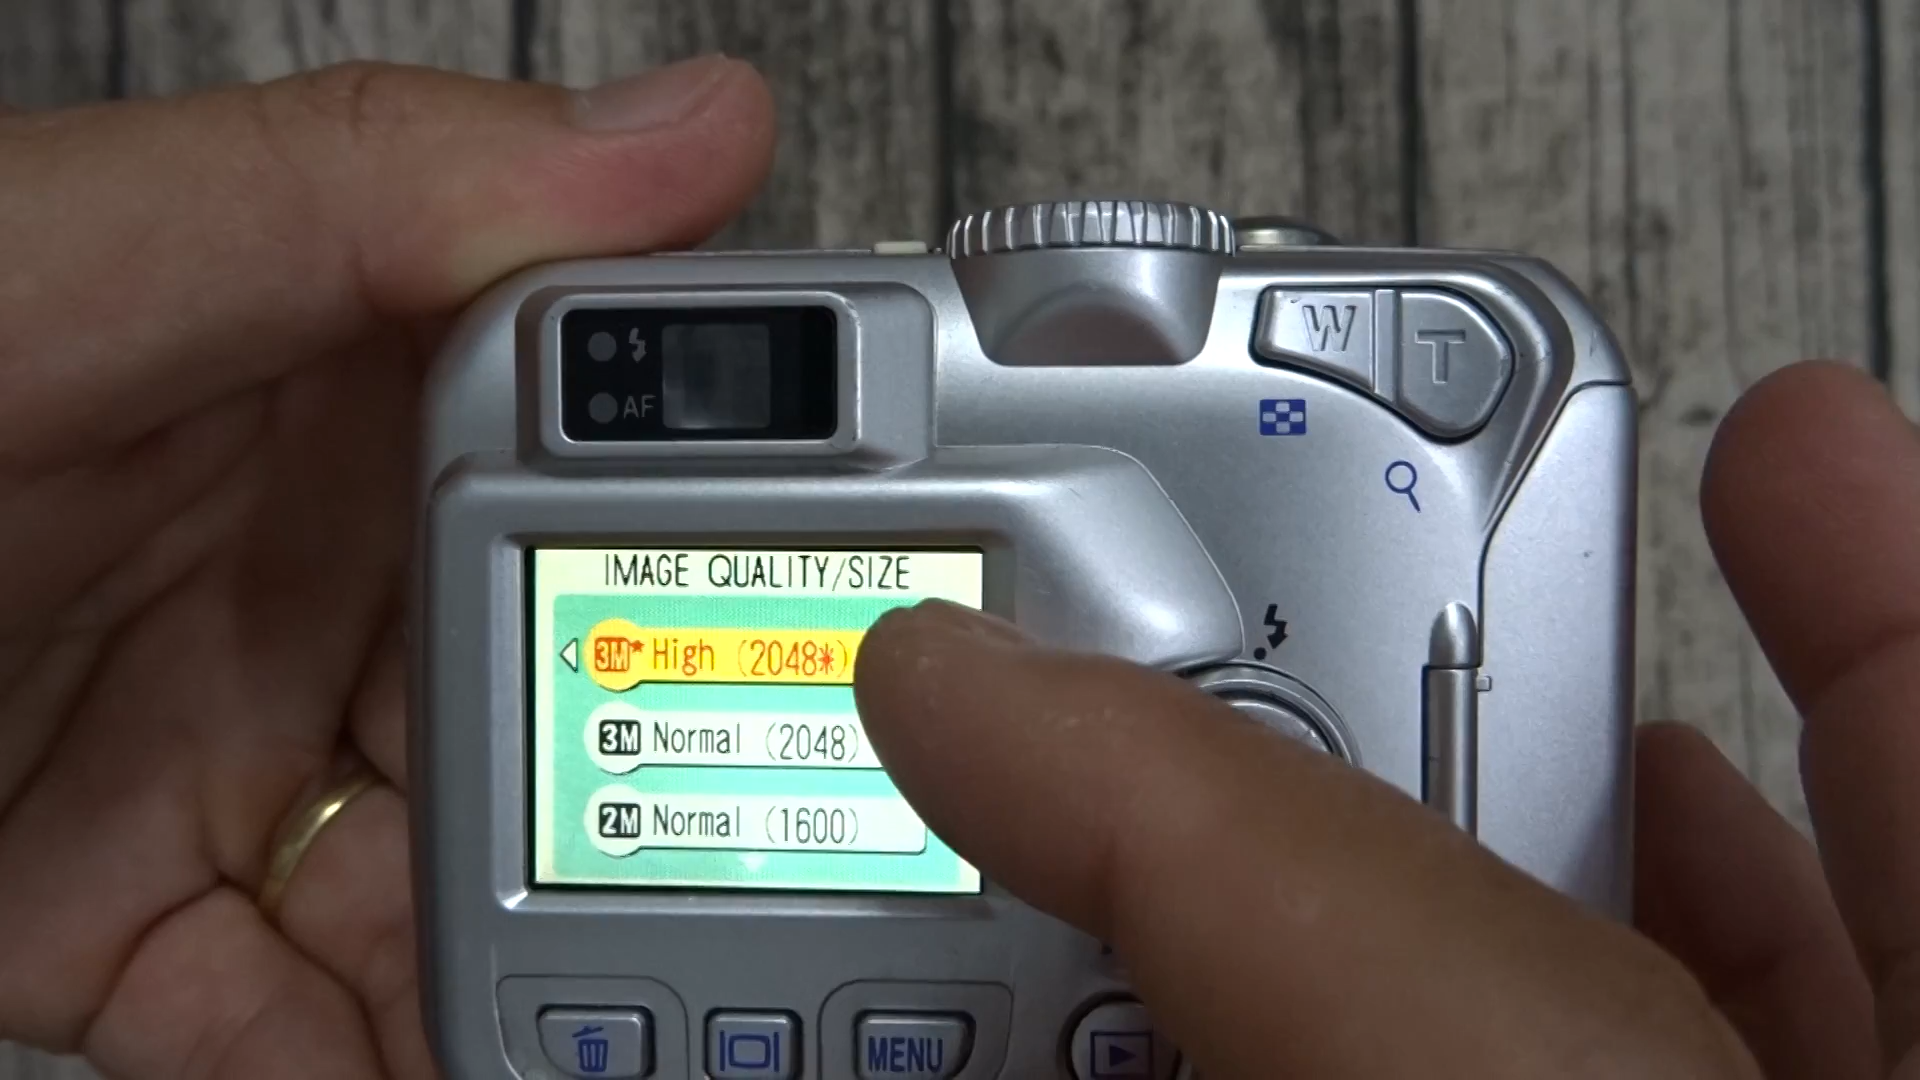 W T
AF
IMAGE QUALITY/SIZE
3M* High (2048*)
3M Normal (2048)
2M Normal (1600)
MENU